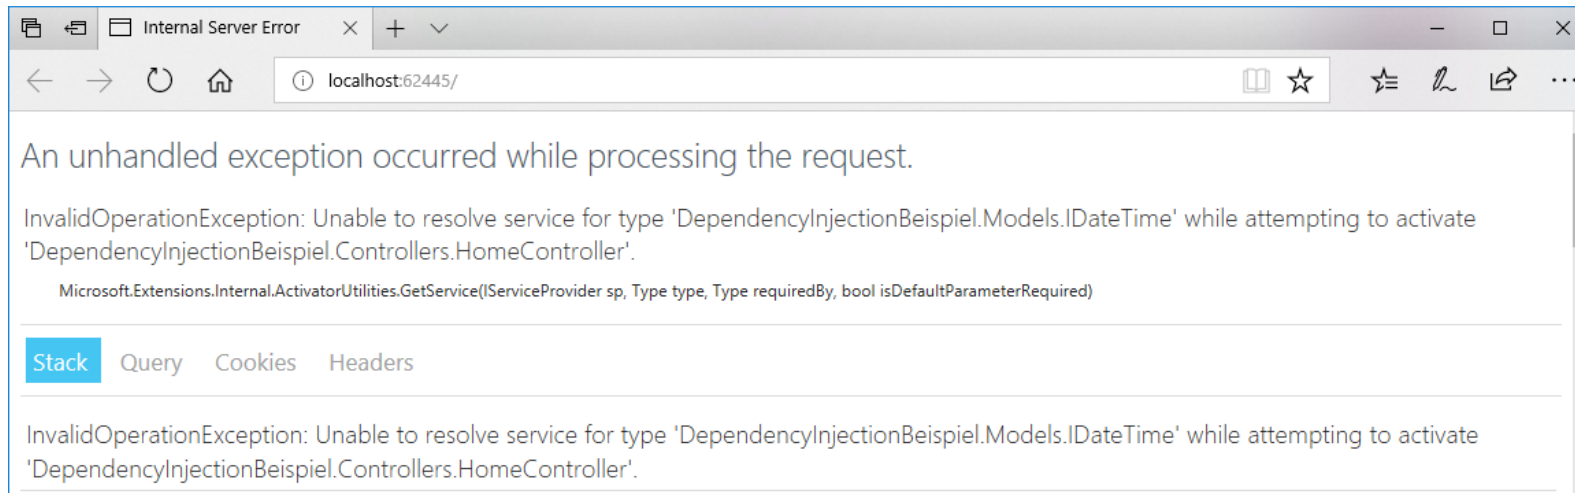 Internal Server Error
localhost:62445/
An unhandled exception occurred while processing the request.
InvalidOperationException: Unable to resolve service for type 'DependencyInjectionBeispiel.Models.IDateTime' while attempting to activate
'DependencyInjectionBeispiel.Controllers.HomeController'.
Microsoft.Extensions.Internal.ActivatorUtilities.GetService(IServiceProvider sp, Type type, Type requiredBy, bool isDefaultParameterRequired)
Stack Query Cookies Headers
InvalidOperationException: Unable to resolve service for type 'DependencyInjectionBeispiel.Models.IDateTime' while attempting to activate
'DependencyInjectionBeispiel.Controllers.HomeController'.